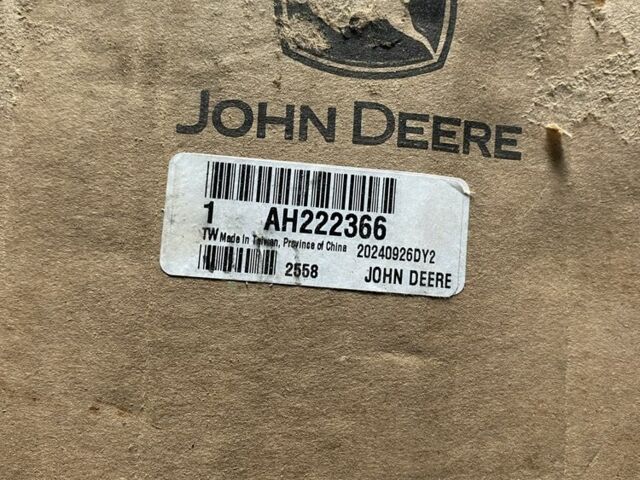 JOHN DEERE
1 AH222366
TW Made in Taiwan, Province of China 20240926DY2
2558 JOHN DEERE